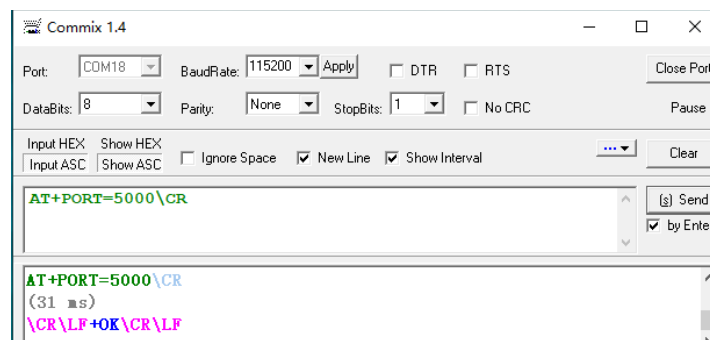 Commix 1.4
Port: COM18 BaudRate: 115200 Apply DTR RTS Close Port
DataBits: 8 Parity: None StopBits: 1 No CRC Pause
Input HEX Show HEX
Input ASC Show ASC Ignore Space New Line Show Interval ... Clear
AT+PORT=5000\CR (s) Send
by Ente
AT+PORT=5000\CR
(31 ms)
\CR\LF+OK\CR\LF